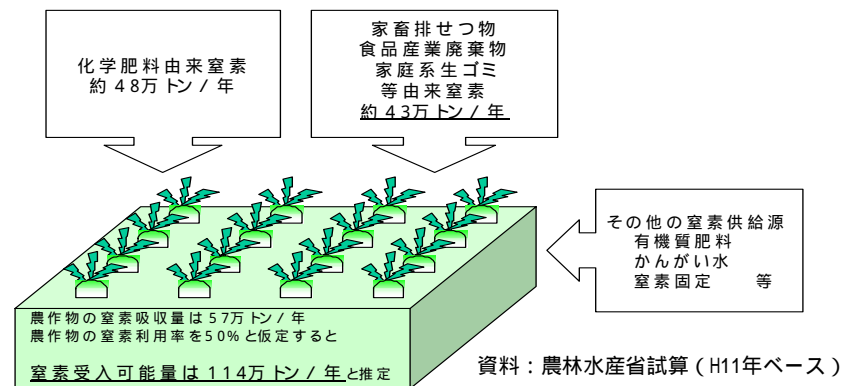 化学肥料由来窒素
約48万トン/年
家畜排せつ物
食品産業廃棄物
家庭系生ゴミ
等由来窒素
約43万トン/年
その他の窒素供給源
有機質肥料
かんがい水
窒素固定　等
農作物の窒素吸収量は57万トン/年
農作物の窒素利用率を50%と仮定すると
窒素受入可能量は114万トン/年と推定
資料:農林水産省試算(H11年ベース)